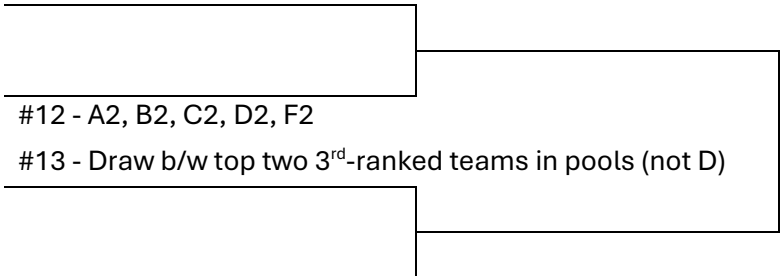 #12 - A2, B2, C2, D2, F2
#13 - Draw b/w top two 3rd-ranked teams in pools (not D)